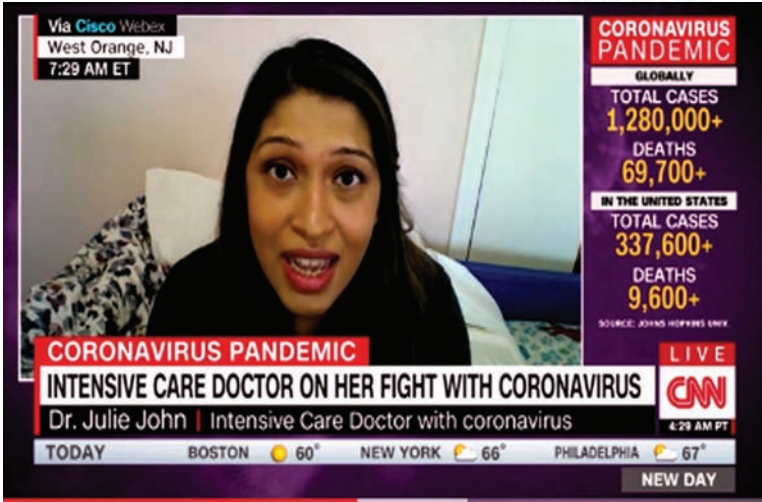 Via Cisco Webex
West Orange, NJ
7:29 AM ET
CORONAVIRUS
PANDEMIC
GLOBALLY
TOTAL CASES
1,280,000+
DEATHS
69,700+
IN THE UNITED STATES
TOTAL CASES
337,600+
DEATHS
9,600+
SOURCE: JOHNS HOPKINS UNIV.
CORONAVIRUS PANDEMIC
INTENSIVE CARE DOCTOR ON HER FIGHT WITH CORONAVIRUS
Dr. Julie John | Intensive Care Doctor with coronavirus
LIVE
CNN
4:29 AM PT
TODAY BOSTON 60° NEW YORK 66° PHILADELPHIA 67°
NEW DAY